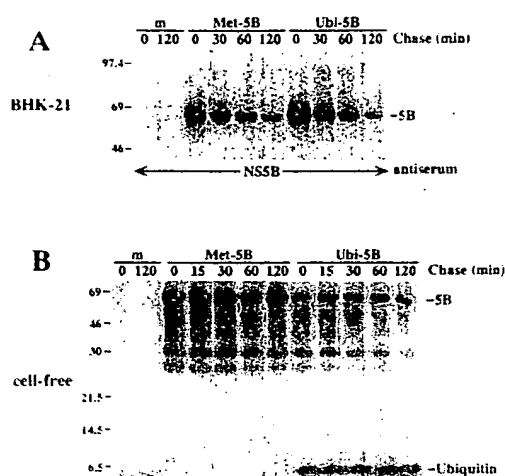 A
m Met-5B Ubi-5B
0 120 0 30 60 120 0 30 60 120 Chase (min)
97.4-
BHK-21
69-
-5B
46-
NS5B antiserum
B
m Met-5B Ubi-5B
0 120 0 15 30 60 120 0 15 30 60 120 Chase (min)
69-
-5B
46-
30-
cell-free
21.5-
14.5-
6.5-
-Ubiquitin